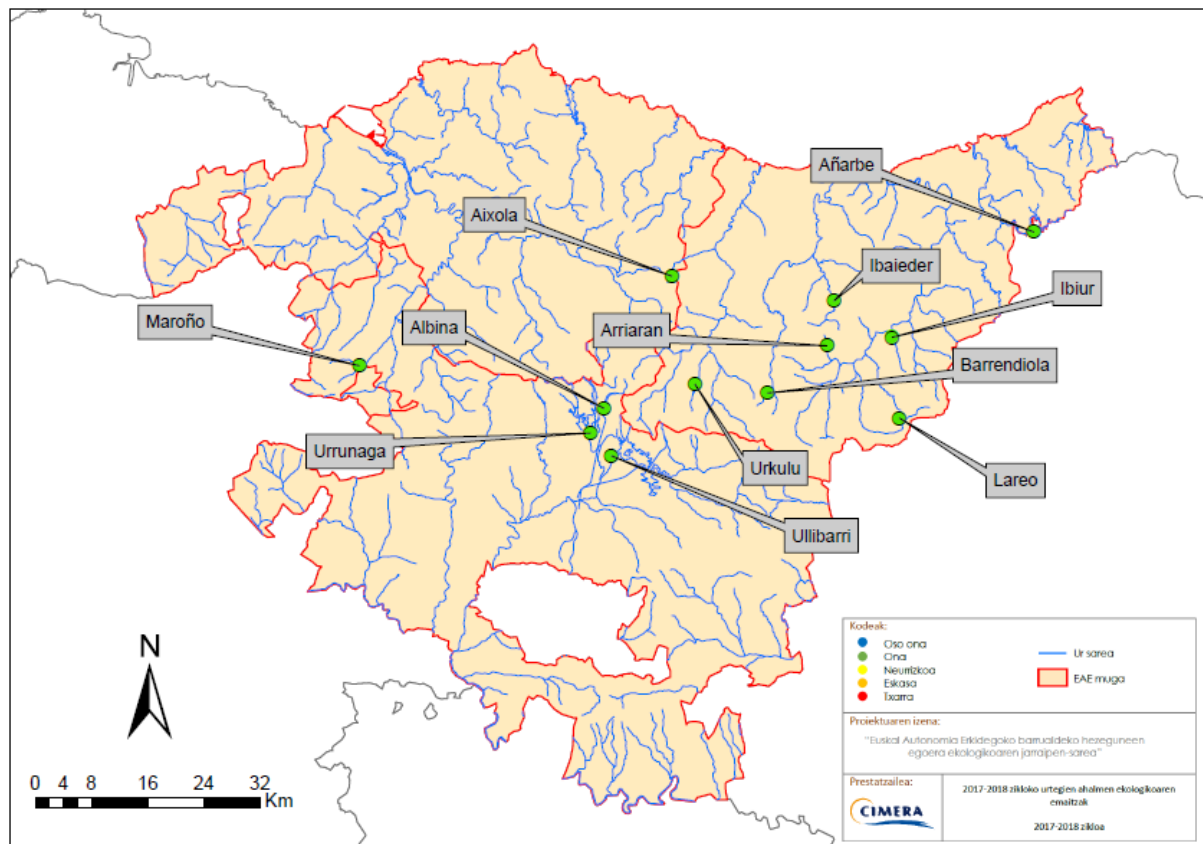 Añarbe
Aixola
Ibaieder
Ibiur
Maroño
Albina
Arriaran
Barrendiola
Urrunaga
Urkulu
Lareo
Ullibarri
N
0 4 8 16 24 32
Km
Kodeak:
Oso ona
Ona
Neurrizkoa
Eskasa
Txarra
Ur sarea
EAE muga
Proiektuaren izena:
"Euskal Autonomia Erkidegoko barrualdeko hezeguneen
egoera ekologikoaren jarraipen-sarea"
Prestatzailea:
CIMERA
2017-2018 zikloko urtegien ahalmen ekologikoaren
emaitzak
2017-2018 zikloa